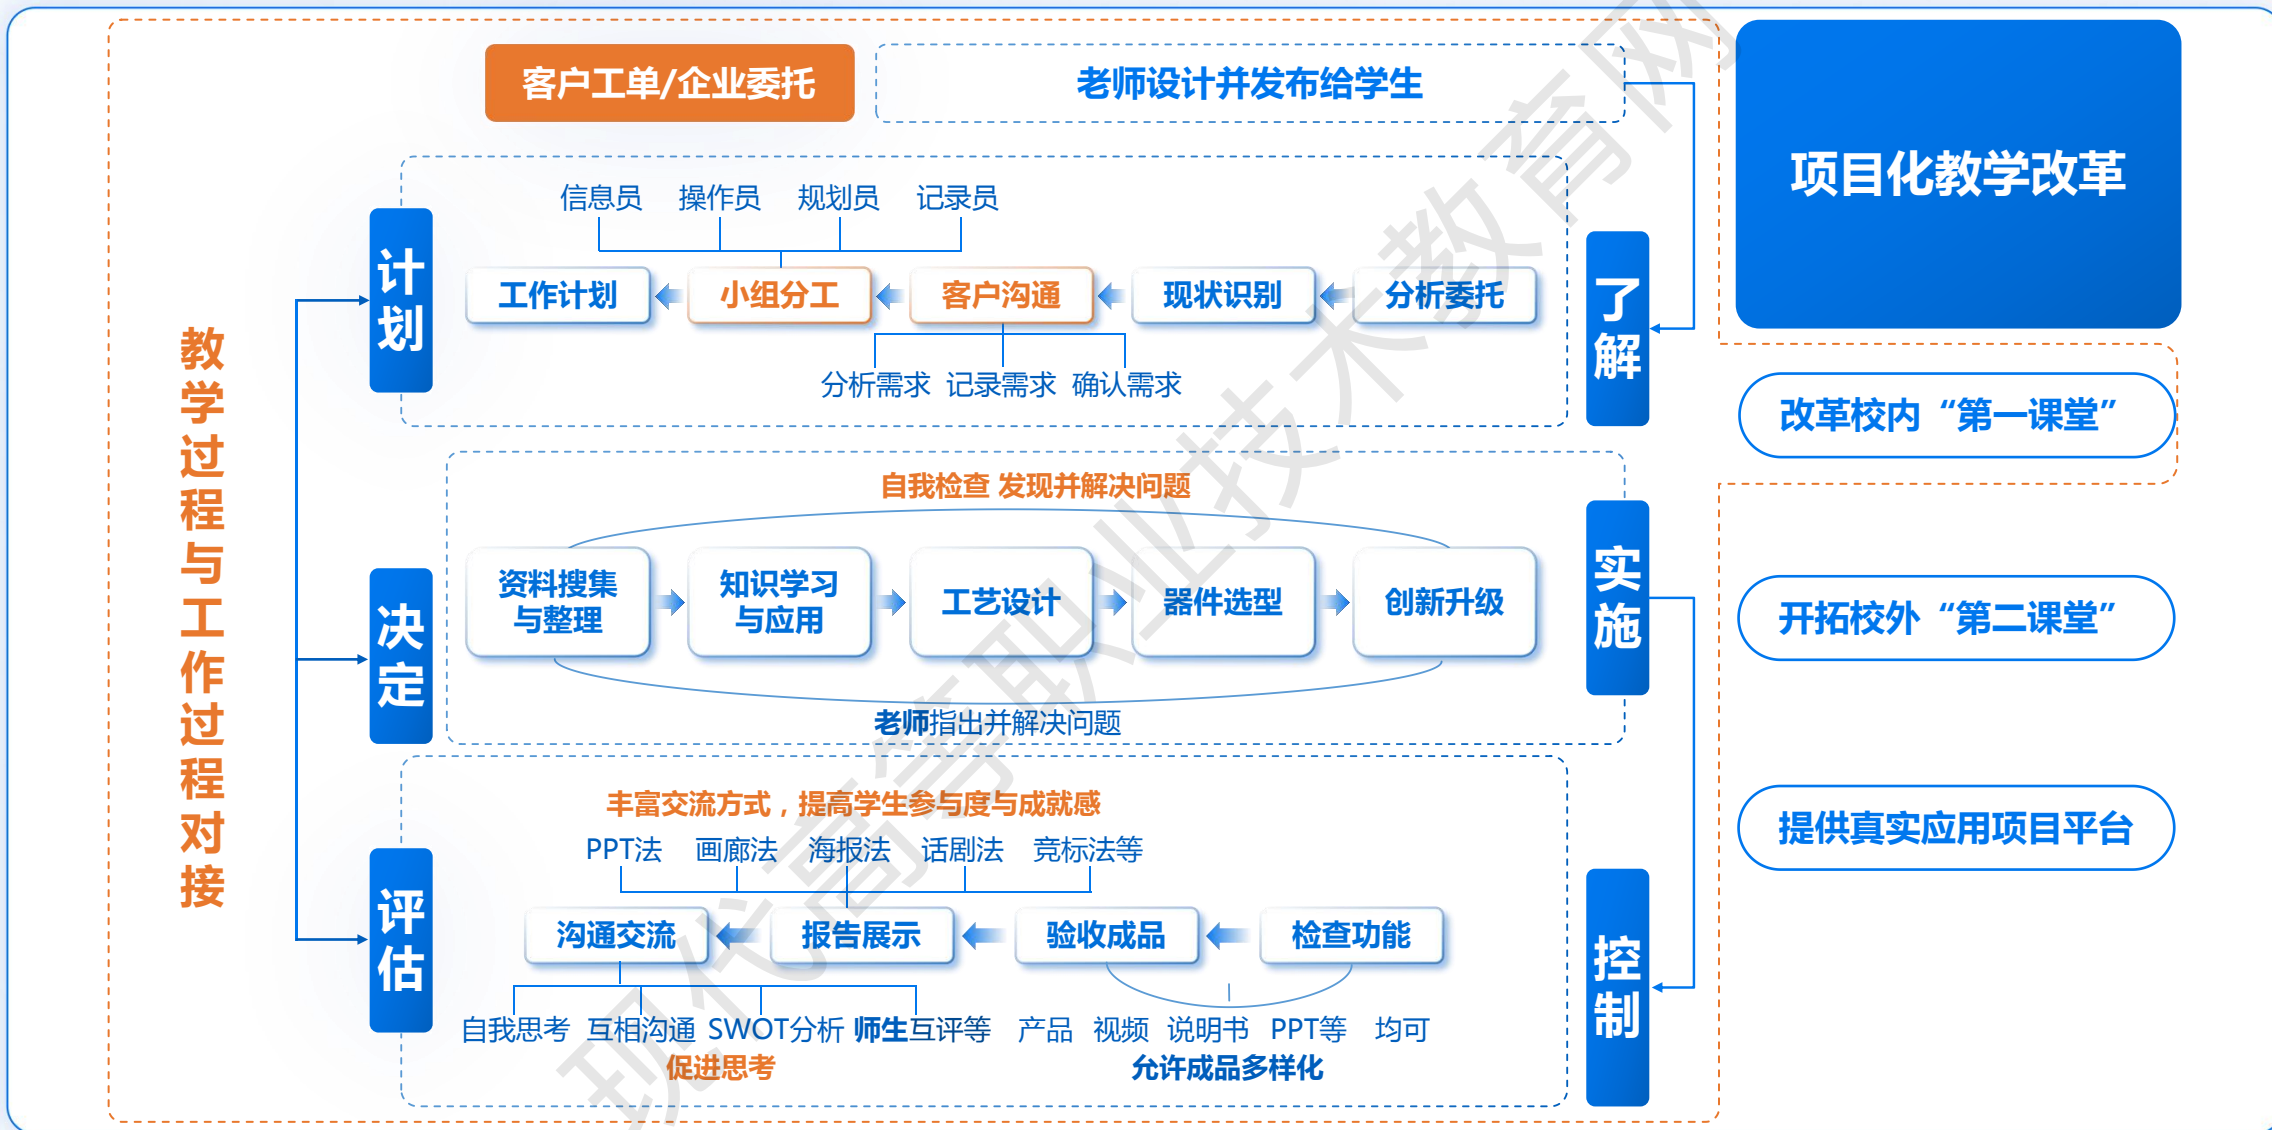 客户工单/企业委托
老师设计并发布给学生
项目化教学改革
改革校内“第一课堂”
开拓校外“第二课堂”
提供真实应用项目平台
教学过程与工作过程对接
计划
了解
信息员 操作员 规划员 记录员
工作计划 小组分工 客户沟通 现状识别 分析委托
分析需求 记录需求 确认需求
决定
实施
自我检查 发现并解决问题
资料搜集
与整理
知识学习
与应用
工艺设计
器件选型
创新升级
老师指出并解决问题
评估
控制
丰富交流方式，提高学生参与度与成就感
PPT法 画廊法 海报法 话剧法 竞标法等
沟通交流 报告展示 验收成品 检查功能
自我思考 互相沟通 SWOT分析 师生互评等 产品 视频 说明书 PPT等 均可
促进思考 允许成品多样化
现代高等职业技术教育网